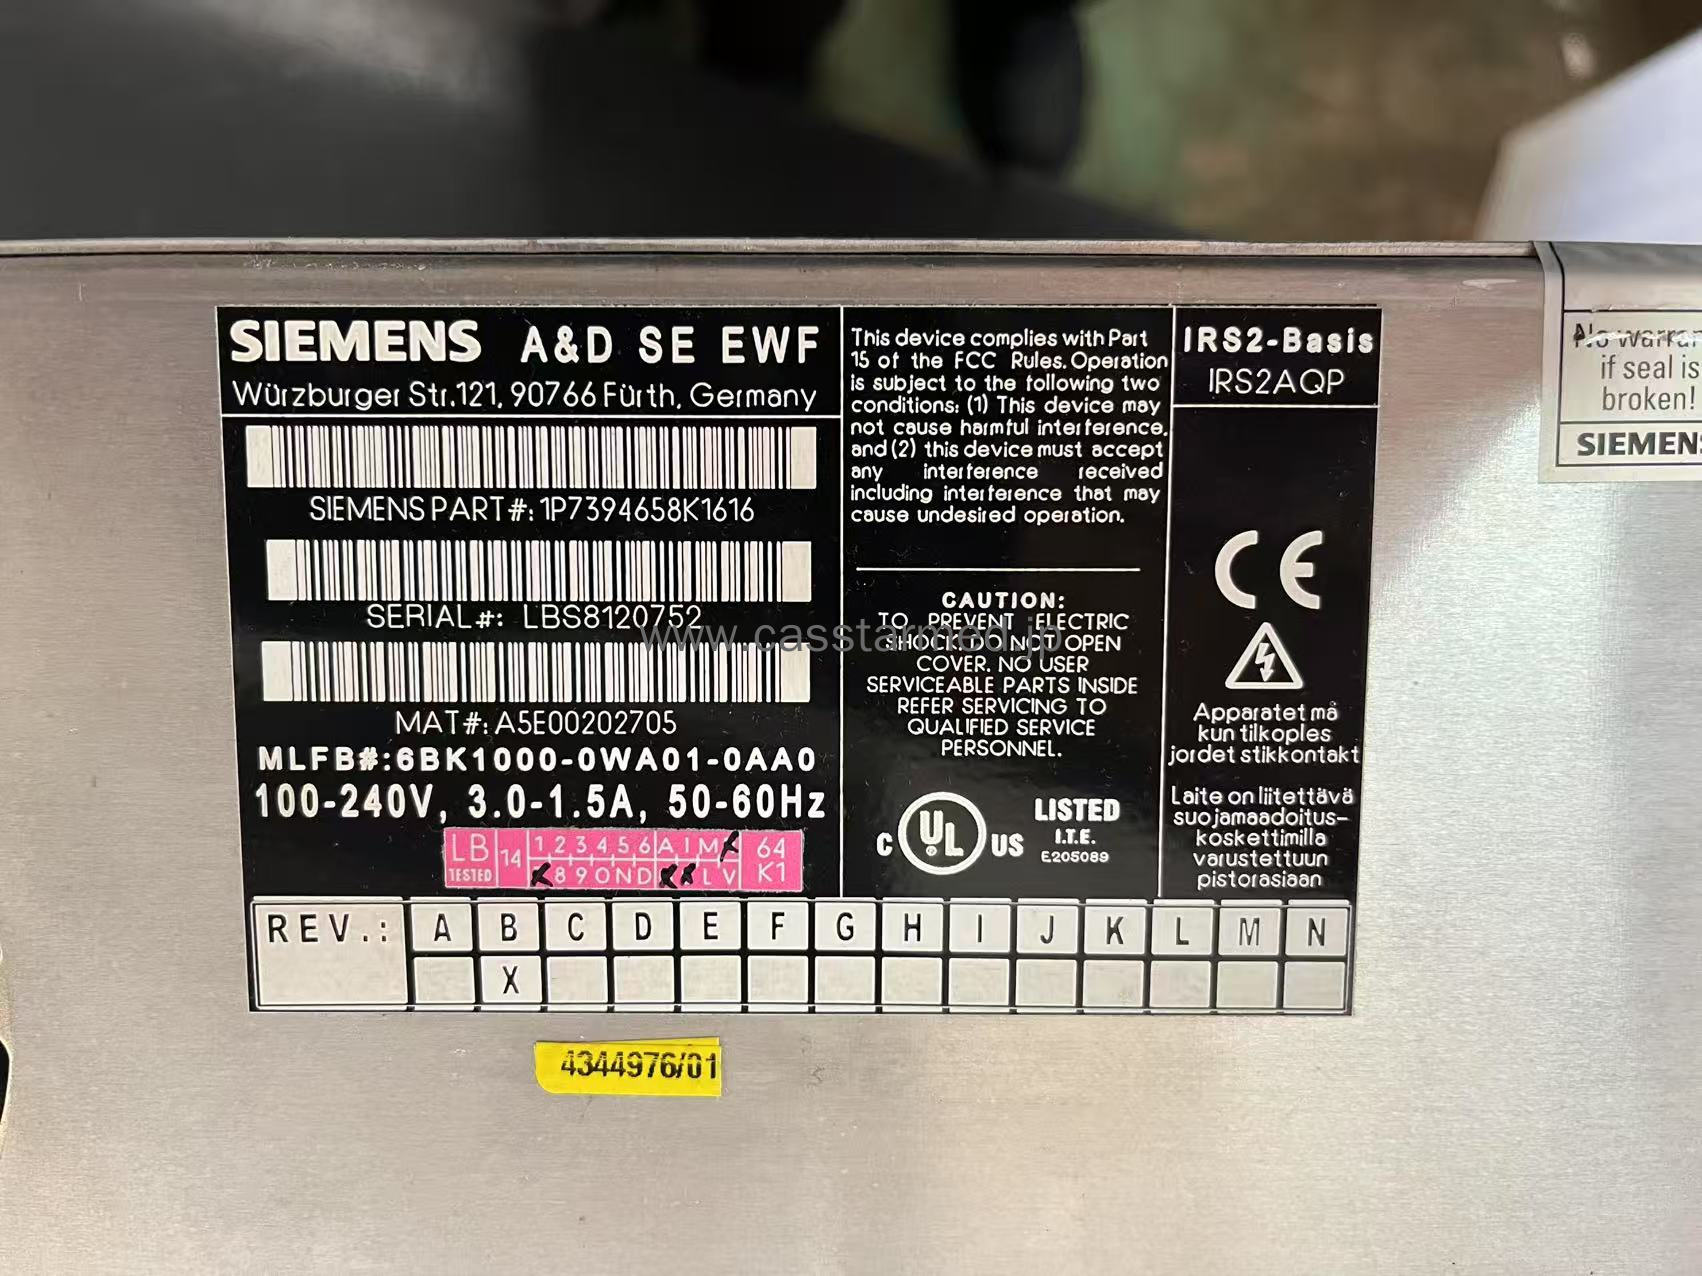 SIEMENS A&D SE EWF
Würzburger Str.121, 90766 Fürth, Germany
SIEMENS PART#: 1P7394658K1616
SERIAL#: LBS8120752
MAT#: A5E00202705
MLFB#:6BK1000-0WA01-0AA0
100-240V, 3.0-1.5A, 50-60Hz
LB 14 1 2 3 4 5 6 A I M 64
TESTED 8 9 O N D L V K1
This device complies with Part
15 of the FCC Rules. Operation
is subject to the following two
conditions: (1) This device may
not cause harmful interference,
and (2) this device must accept
any interference received
including interference that may
cause undesired operation.
CAUTION:
TO PREVENT ELECTRIC
SHOCK DO NOT OPEN
COVER. NO USER
SERVICEABLE PARTS INSIDE
REFER SERVICING TO
QUALIFIED SERVICE
PERSONNEL.
C UL US LISTED
I.T.E.
E205089
IRS2-Basis
IRS2AQP
CE
Apparatet må
kun tilkoples
jordet stikkontakt
Laite on liitettävä
suojamaadoitus-
koskettimilla
varustettuun
pistorasiaan
REV.: A B C D E F G H I J K L M N
X
4344976/01
No warran
if seal is
broken!
SIEMENS
www.casstarmed.jp